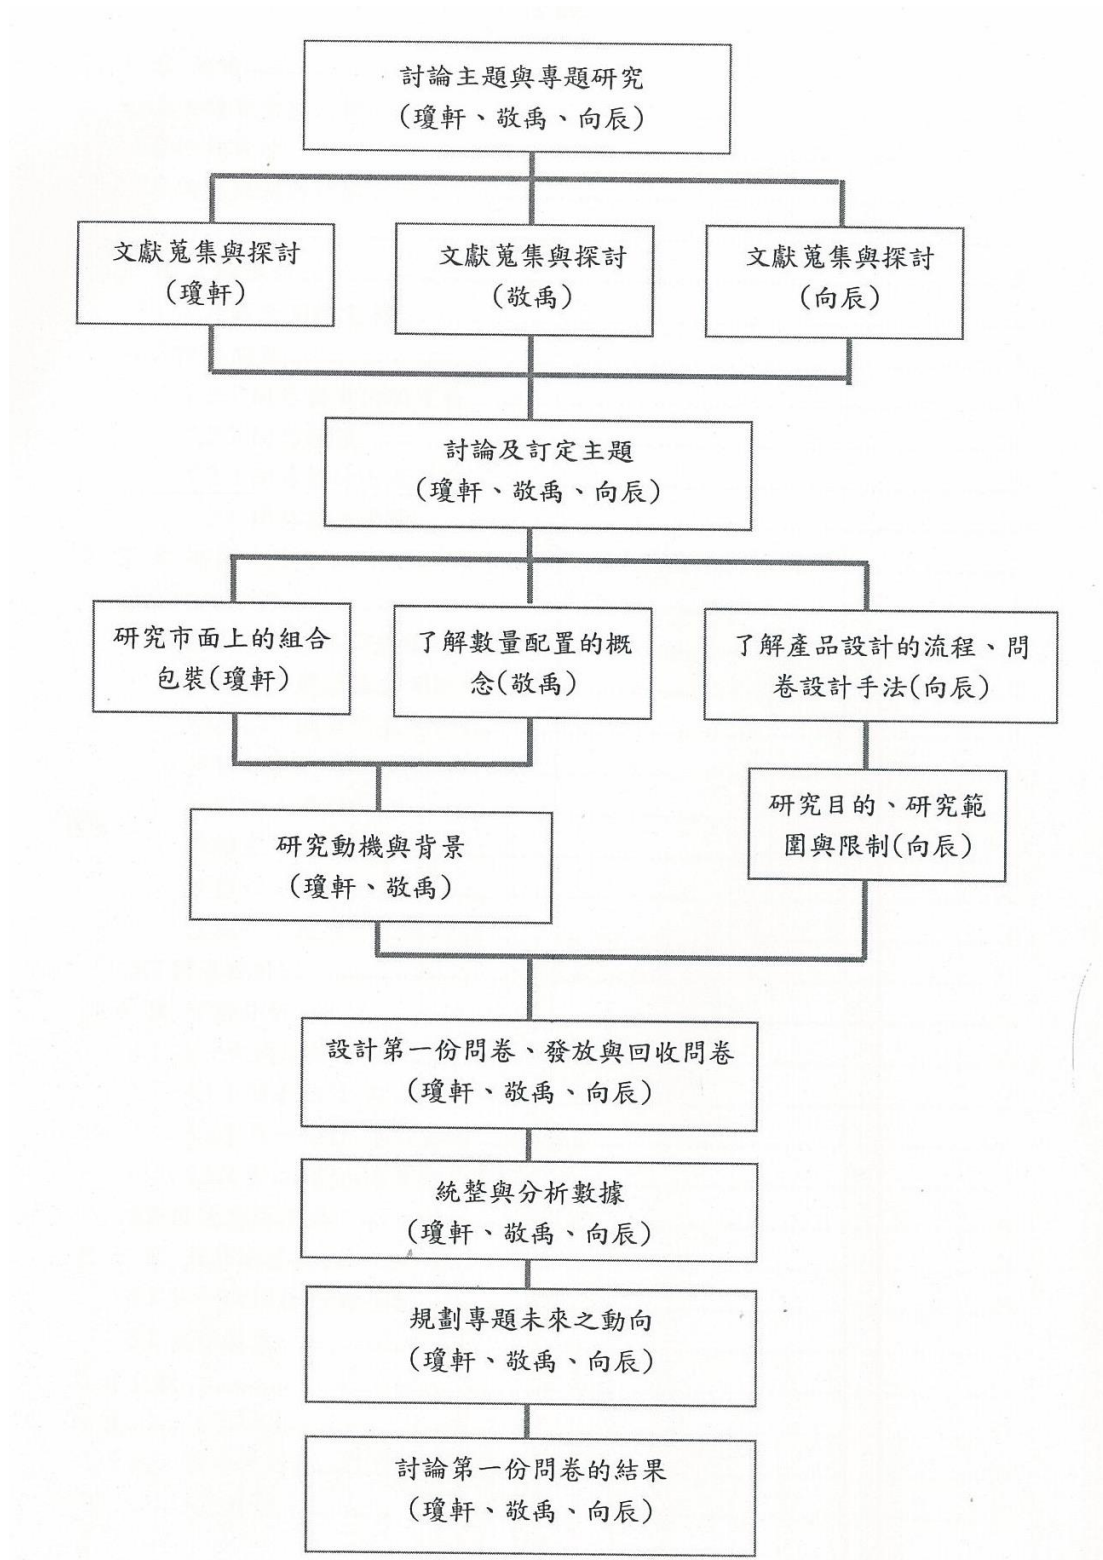 討論主題與專題研究
(瓊軒、敬禹、向辰)
文獻蒐集與探討
(瓊軒)
文獻蒐集與探討
(敬禹)
文獻蒐集與探討
(向辰)
討論及訂定主題
(瓊軒、敬禹、向辰)
研究市面上的組合
包裝(瓊軒)
了解數量配置的概
念(敬禹)
了解產品設計的流程、問
卷設計手法(向辰)
研究目的、研究範
圍與限制(向辰)
研究動機與背景
(瓊軒、敬禹)
設計第一份問卷、發放與回收問卷
(瓊軒、敬禹、向辰)
統整與分析數據
(瓊軒、敬禹、向辰)
規劃專題未來之動向
(瓊軒、敬禹、向辰)
討論第一份問卷的結果
(瓊軒、敬禹、向辰)